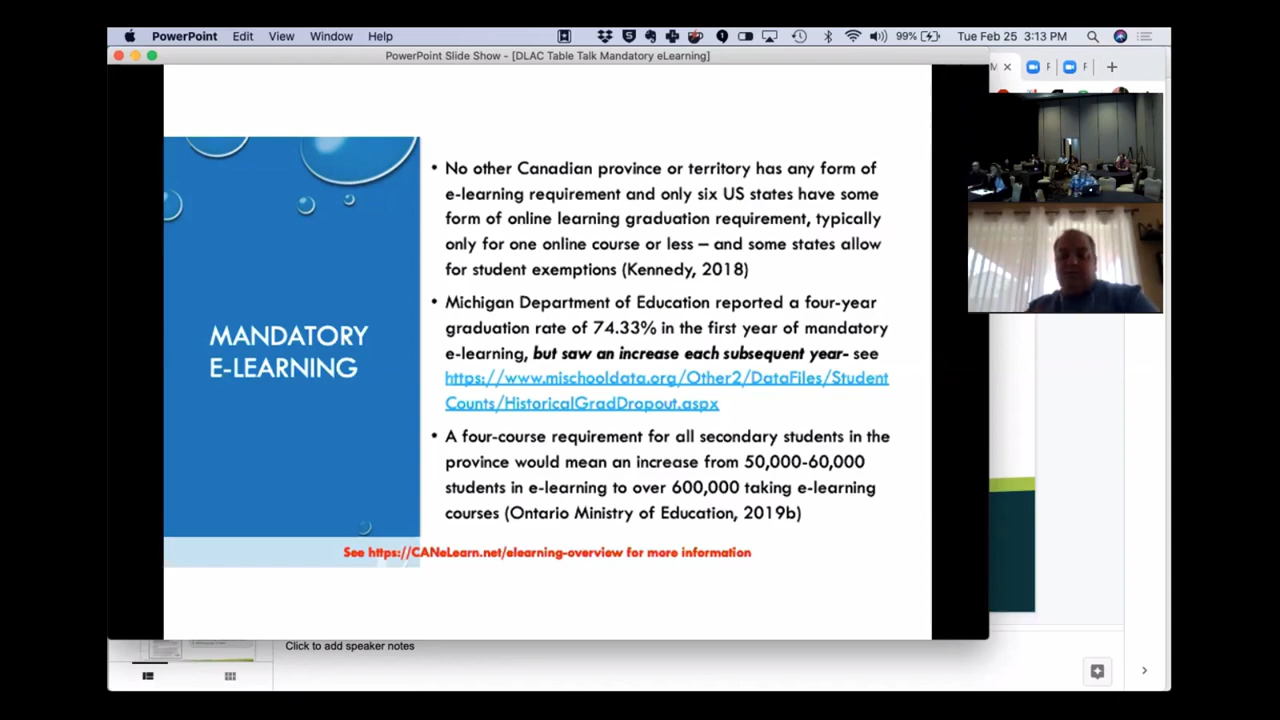 PowerPoint Edit View Window Help 99% Tue Feb 25 3:13 PM
PowerPoint Slide Show - [DLAC Table Talk Mandatory eLearning]
MANDATORY
E-LEARNING
• No other Canadian province or territory has any form of
e-learning requirement and only six US states have some
form of online learning graduation requirement, typically
only for one online course or less – and some states allow
for student exemptions (Kennedy, 2018)
• Michigan Department of Education reported a four-year
graduation rate of 74.33% in the first year of mandatory
e-learning, but saw an increase each subsequent year- see
https://www.mischooldata.org/Other2/DataFiles/Student
Counts/HistoricalGradDropout.aspx
• A four-course requirement for all secondary students in the
province would mean an increase from 50,000-60,000
students in e-learning to over 600,000 taking e-learning
courses (Ontario Ministry of Education, 2019b)
See https://CANeLearn.net/elearning-overview for more information
Click to add speaker notes